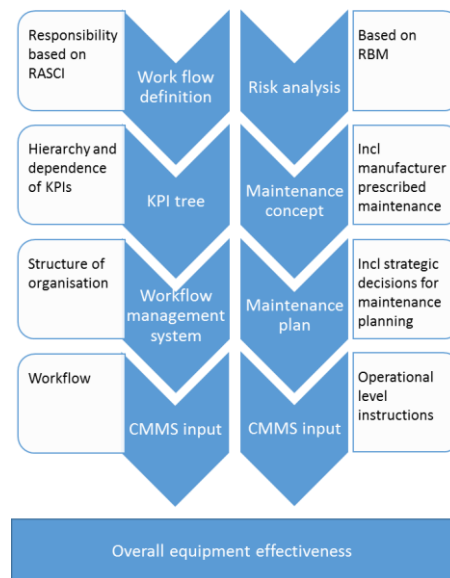 Responsibility
based on
RASCI
Work flow
definition
Risk analysis
Based on
RBM
Hierarchy and
dependence
of KPIs
KPI tree
Maintenance
concept
Incl
manufacturer
prescribed
maintenance
Structure of
organisation
Workflow
management
system
Maintenance
plan
Incl strategic
decisions for
maintenance
planning
Workflow
CMMS input
CMMS input
Operational
level
instructions
Overall equipment effectiveness